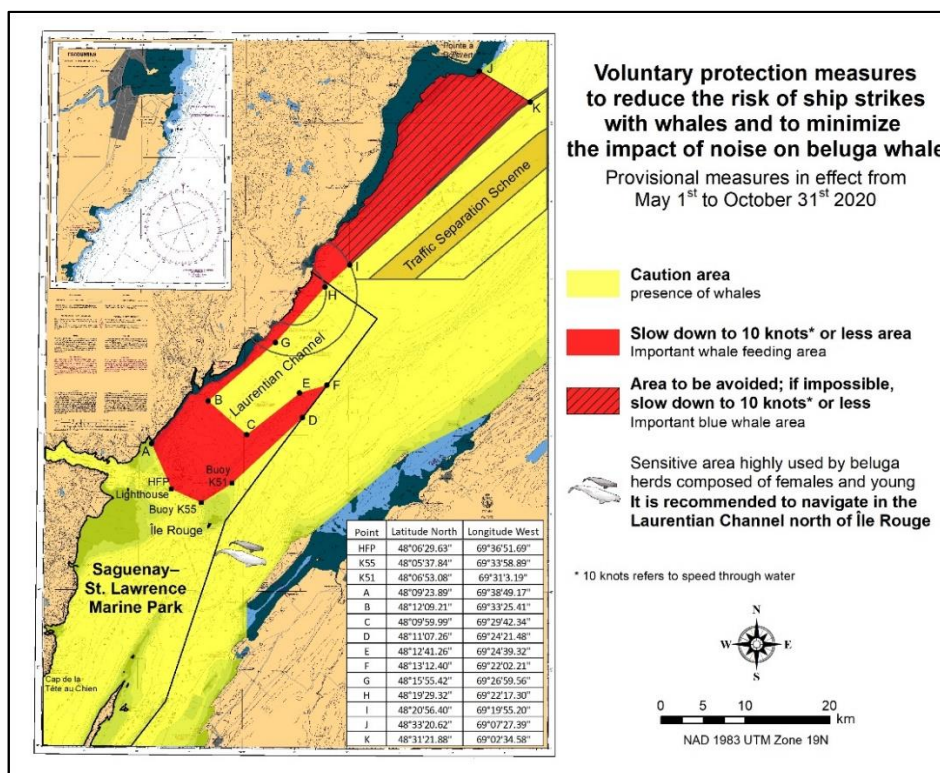 Voluntary protection measures
to reduce the risk of ship strikes
with whales and to minimize
the impact of noise on beluga whale
Provisional measures in effect from
May 1st to October 31st 2020
Caution area
presence of whales
Slow down to 10 knots* or less area
Important whale feeding area
Area to be avoided; if impossible,
slow down to 10 knots* or less
Important blue whale area
Sensitive area highly used by beluga
herds composed of females and young
It is recommended to navigate in the
Laurentian Channel north of Île Rouge
* 10 knots refers to speed through water
N
W E
S
0 5 10 20
km
NAD 1983 UTM Zone 19N
J
K
Traffic Separation Scheme
I
H
G
Laurentian Channel
E
F
B
D
C
A
Buoy
K51
HFP
Lighthouse
Buoy K55
Île Rouge
Saguenay–
St. Lawrence
Marine Park
Cap de la
Tête au Chien
Point Latitude North Longitude West
HFP 48°06'29.63" 69°36'51.69"
K55 48°05'37.84" 69°33'58.89"
K51 48°06'53.08" 69°31'3.19"
A 48°09'23.89" 69°38'49.17"
B 48°12'09.21" 69°33'25.41"
C 48°09'59.99" 69°29'42.34"
D 48°11'07.26" 69°24'21.48"
E 48°12'41.26" 69°24'39.32"
F 48°13'12.40" 69°22'02.21"
G 48°15'55.42" 69°26'59.56"
H 48°19'29.32" 69°22'17.30"
I 48°20'56.40" 69°19'55.20"
J 48°33'20.62" 69°07'27.39"
K 48°31'21.88" 69°02'34.58"